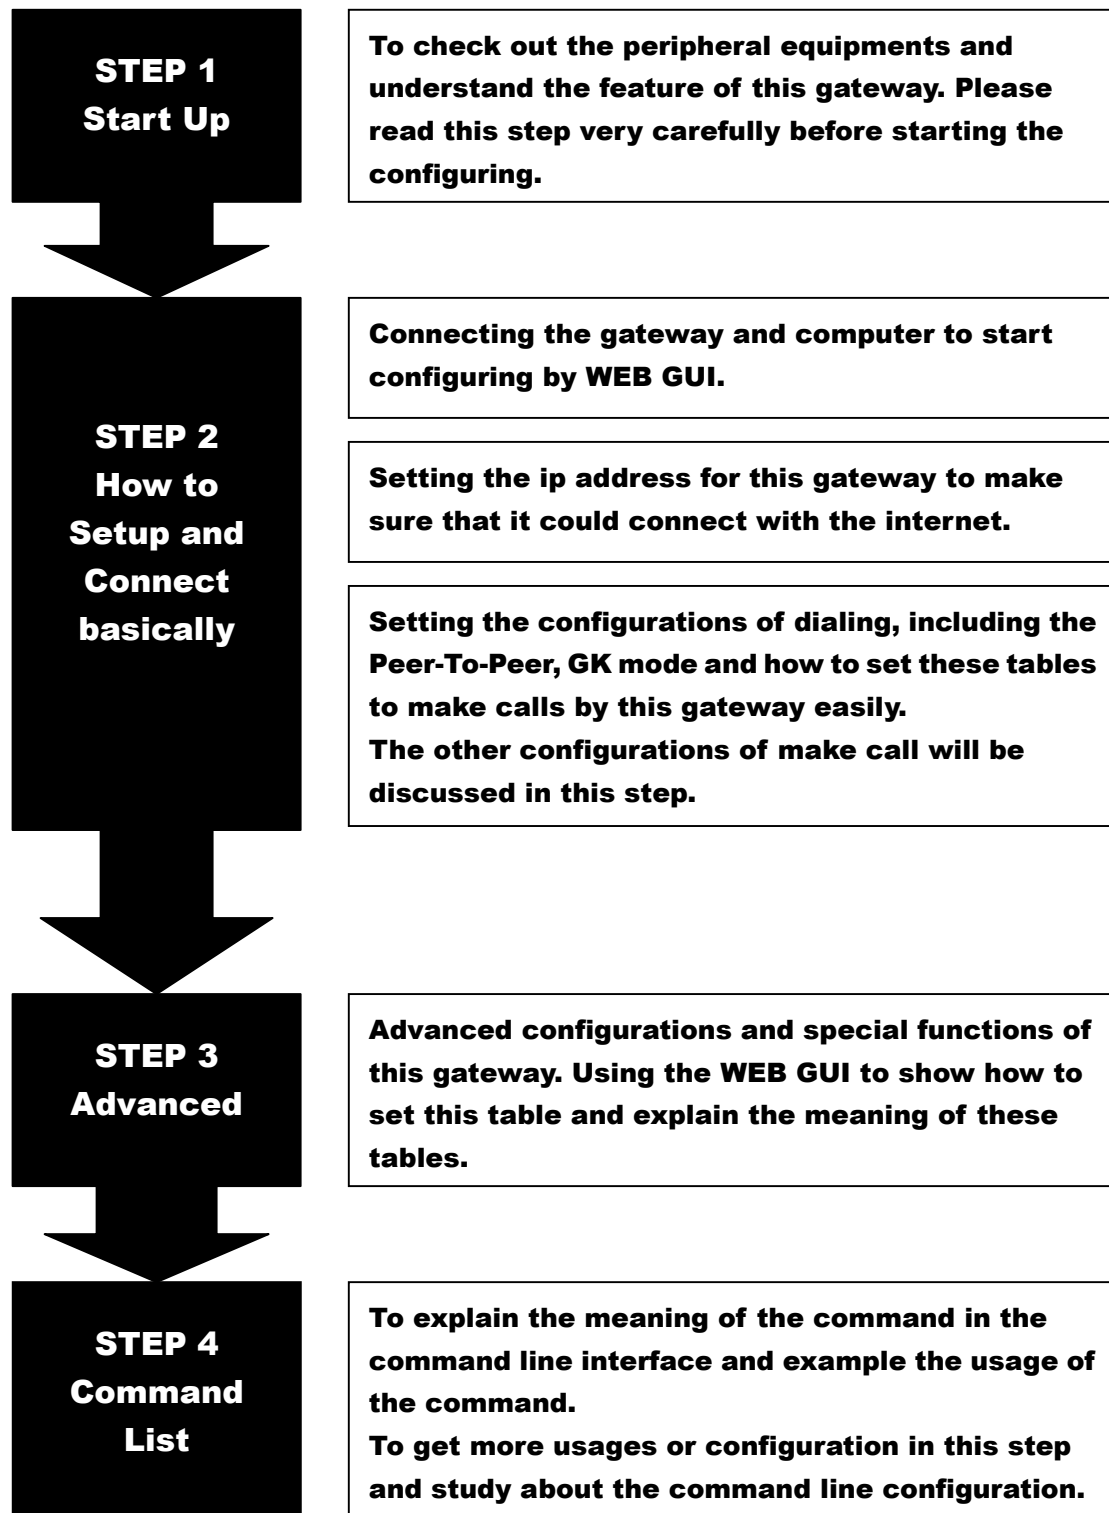 STEP 1
Start Up
To check out the peripheral equipments and
understand the feature of this gateway. Please
read this step very carefully before starting the
configuring.
STEP 2
How to
Setup and
Connect
basically
Connecting the gateway and computer to start
configuring by WEB GUI.
Setting the ip address for this gateway to make
sure that it could connect with the internet.
Setting the configurations of dialing, including the
Peer-To-Peer, GK mode and how to set these tables
to make calls by this gateway easily.
The other configurations of make call will be
discussed in this step.
STEP 3
Advanced
Advanced configurations and special functions of
this gateway. Using the WEB GUI to show how to
set this table and explain the meaning of these
tables.
STEP 4
Command
List
To explain the meaning of the command in the
command line interface and example the usage of
the command.
To get more usages or configuration in this step
and study about the command line configuration.